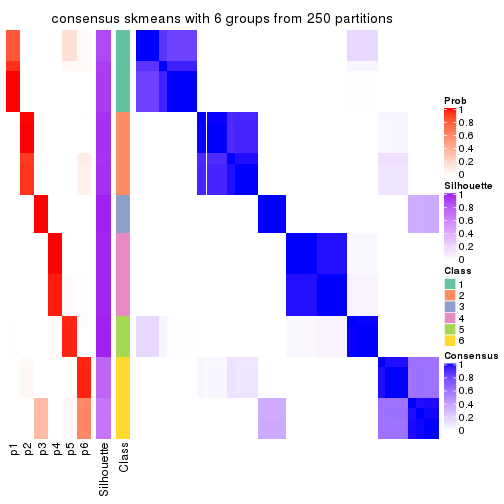 consensus skmeans with 6 groups from 250 partitions
Prob
1
0.8
0.6
0.4
0.2
0
Silhouette
1
0.8
0.6
0.4
0.2
0
Class
1
2
3
4
5
6
Consensus
1
0.8
0.6
0.4
0.2
0
p1
p2
p3
p4
p5
p6
Silhouette
Class